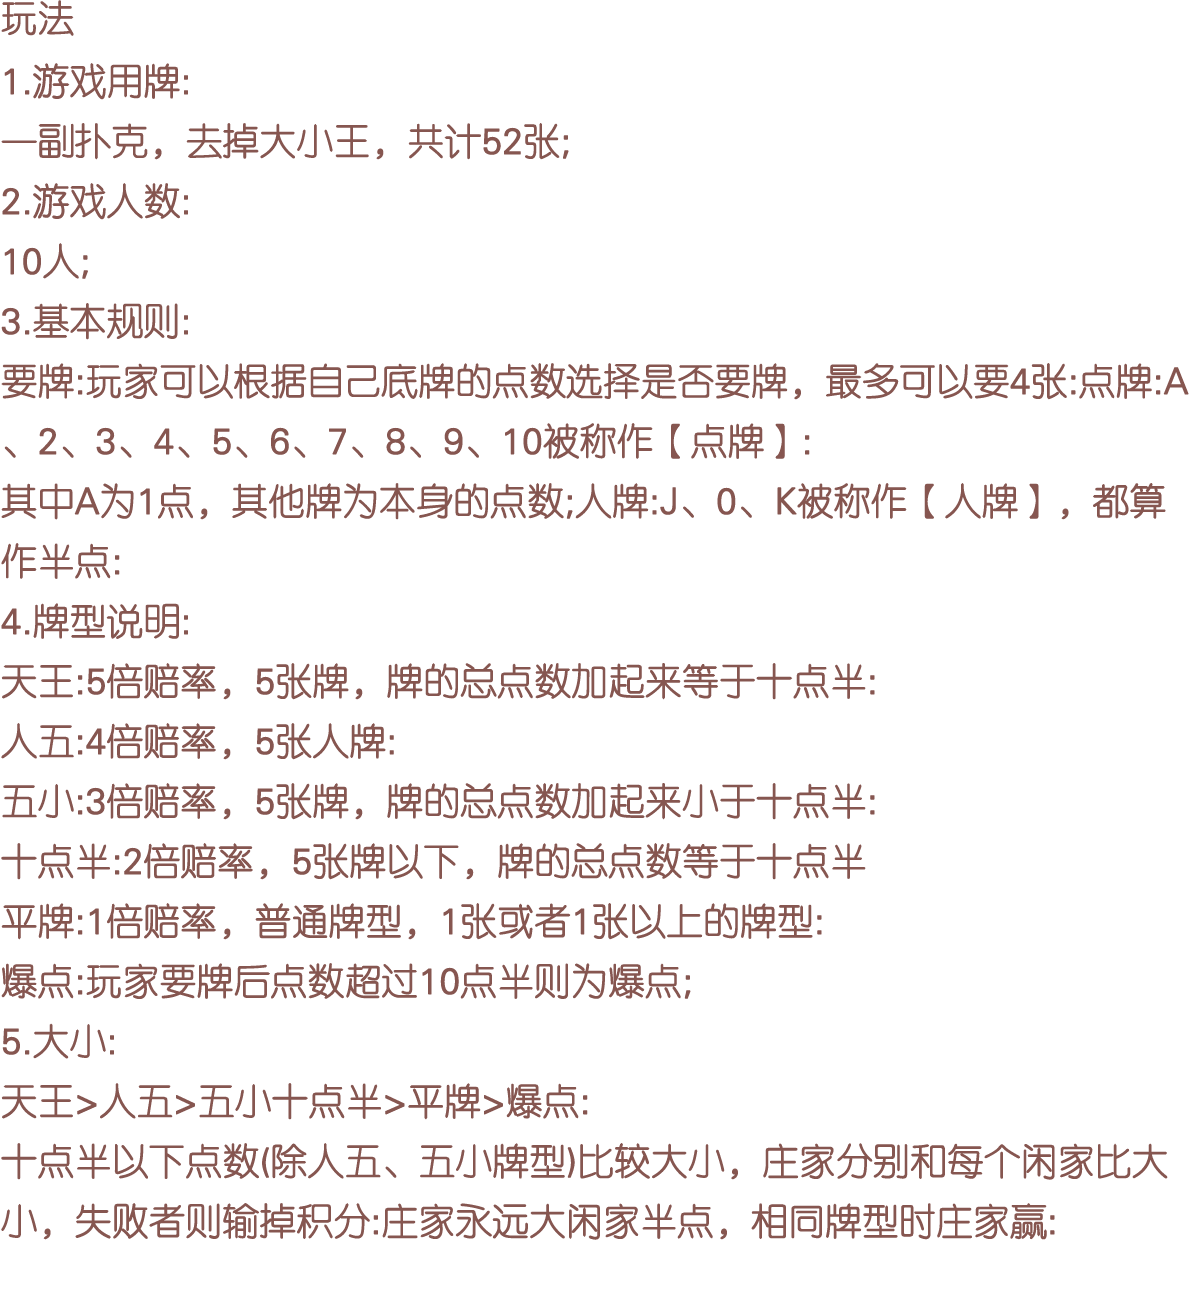 玩法
1.游戏用牌:
—副扑克，去掉大小王，共计52张;
2.游戏人数:
10人;
3.基本规则:
要牌:玩家可以根据自己底牌的点数选择是否要牌，最多可以要4张:点牌:A
、2、3、4、5、6、7、8、9、10被称作【点牌】:
其中A为1点，其他牌为本身的点数;人牌:J、0、K被称作【人牌】，都算
作半点:
4.牌型说明:
天王:5倍赔率，5张牌，牌的总点数加起来等于十点半:
人五:4倍赔率，5张人牌:
五小:3倍赔率，5张牌，牌的总点数加起来小于十点半:
十点半:2倍赔率，5张牌以下，牌的总点数等于十点半
平牌:1倍赔率，普通牌型，1张或者1张以上的牌型:
爆点:玩家要牌后点数超过10点半则为爆点;
5.大小:
天王>人五>五小十点半>平牌>爆点:
十点半以下点数(除人五、五小牌型)比较大小，庄家分别和每个闲家比大
小，失败者则输掉积分:庄家永远大闲家半点，相同牌型时庄家赢: